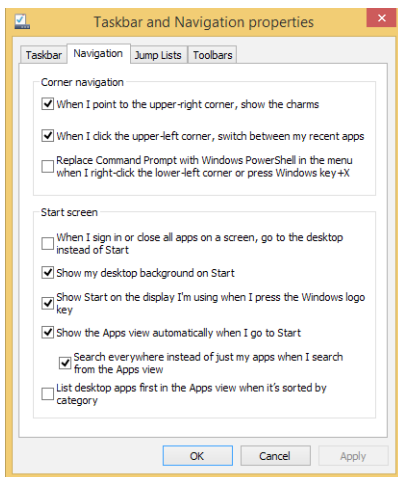 Taskbar and Navigation properties
Taskbar Navigation Jump Lists Toolbars
Corner navigation
When I point to the upper-right corner, show the charms
When I click the upper-left corner, switch between my recent apps
Replace Command Prompt with Windows PowerShell in the menu
when I right-click the lower-left corner or press Windows key+X
Start screen
When I sign in or close all apps on a screen, go to the desktop
instead of Start
Show my desktop background on Start
Show Start on the display I'm using when I press the Windows logo
key
Show the Apps view automatically when I go to Start
Search everywhere instead of just my apps when I search
from the Apps view
List desktop apps first in the Apps view when it's sorted by
category
OK Cancel Apply